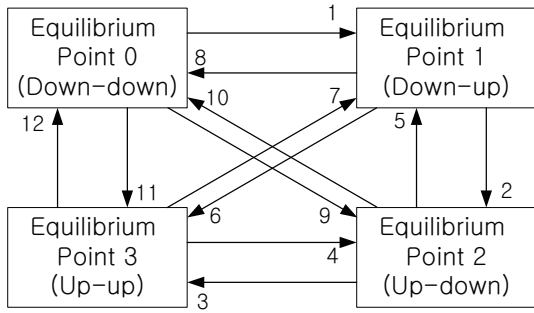 Equilibrium
Point 0
(Down-down)
1
8
Equilibrium
Point 1
(Down-up)
10
7
12
5
11
6
9
2
Equilibrium
Point 3
(Up-up)
4
3
Equilibrium
Point 2
(Up-down)